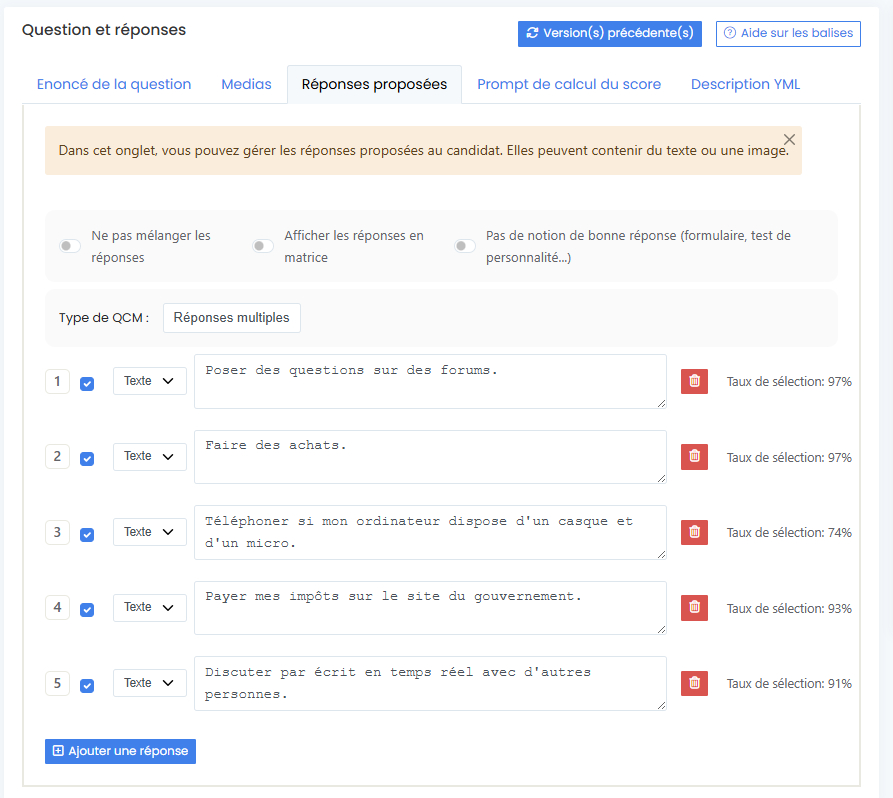 Question et réponses
Version(s) précédente(s)
Aide sur les balises
Enoncé de la question
Medias
Réponses proposées
Prompt de calcul du score
Description YML
Dans cet onglet, vous pouvez gérer les réponses proposées au candidat. Elles peuvent contenir du texte ou une image.
Ne pas mélanger les
réponses
Afficher les réponses en
matrice
Pas de notion de bonne réponse (formulaire, test de
personnalité...)
Type de QCM :
Réponses multiples
1
Texte
Poser des questions sur des forums.
Taux de sélection: 97%
2
Texte
Faire des achats.
Taux de sélection: 97%
3
Texte
Téléphoner si mon ordinateur dispose d'un casque et
d'un micro.
Taux de sélection: 74%
4
Texte
Payer mes impôts sur le site du gouvernement.
Taux de sélection: 93%
5
Texte
Discuter par écrit en temps réel avec d'autres
personnes.
Taux de sélection: 91%
Ajouter une réponse